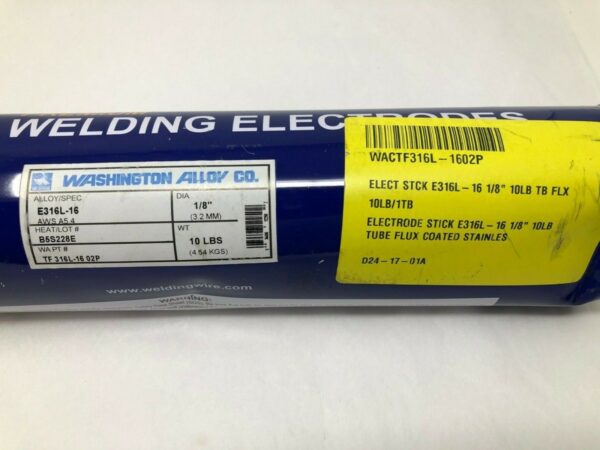 WELDING ELECTRODES
WASHINGTON ALLOY CO.
ALLOY/SPEC
E316L-16
AWS A5.4
HEAT/LOT #
B5S228E
WA PT #
TF 316L-16 02P
DIA
1/8"
(3.2 MM)
WT
10 LBS
(4.54 KGS)
www.weldingwire.com
WARNING:
WACTF316L-1602P
ELECT STCK E316L-16 1/8" 10LB TB FLX
10LB/1TB
ELECTRODE STICK E316L-16 1/8" 10LB
TUBE FLUX COATED STAINLES
D24-17-01A